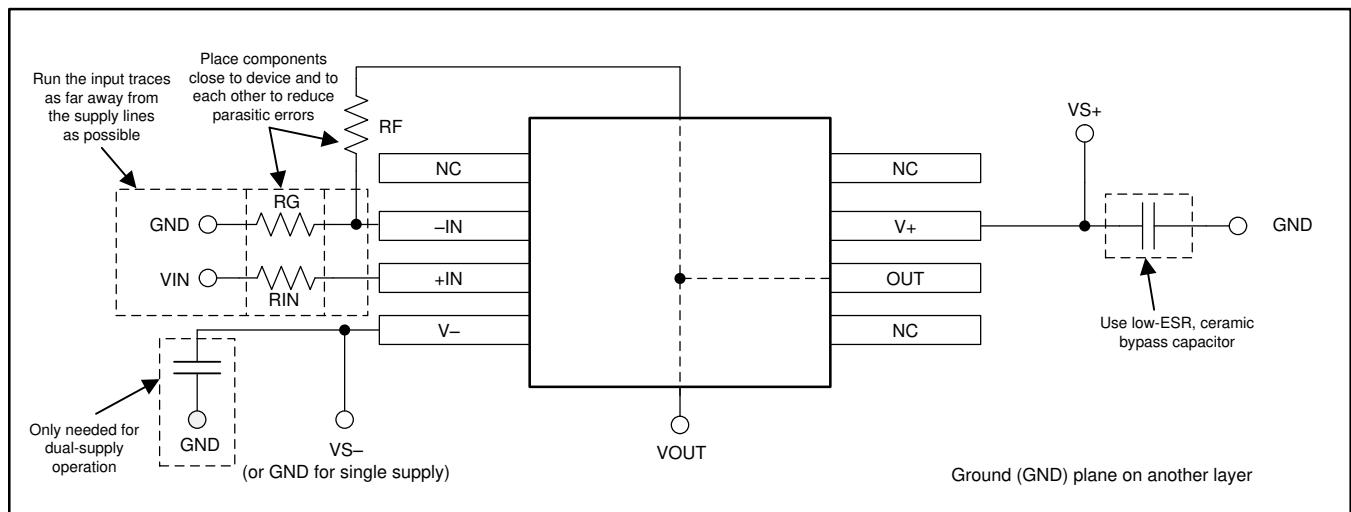 Run the input traces
as far away from
the supply lines
as possible
Place components
close to device and to
each other to reduce
parasitic errors
RF
VS+
NC
NC
RG
GND
–IN
V+
GND
VIN
+IN
OUT
RIN
V–
NC
Use low-ESR, ceramic
bypass capacitor
Only needed for
dual-supply
operation
GND
VS–
(or GND for single supply)
VOUT
Ground (GND) plane on another layer